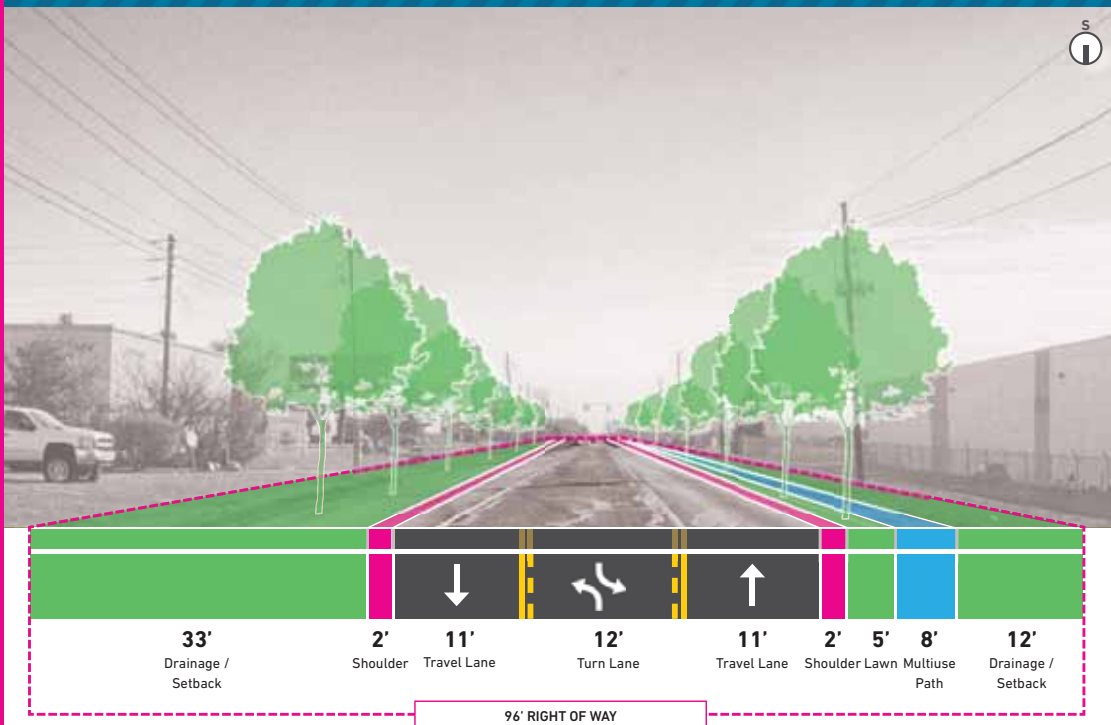 S
33' 2' 11' 12' 11' 2' 5' 8' 12'
Drainage / Setback Shoulder Travel Lane Turn Lane Travel Lane Shoulder Lawn Multiuse Path Drainage / Setback
96' RIGHT OF WAY